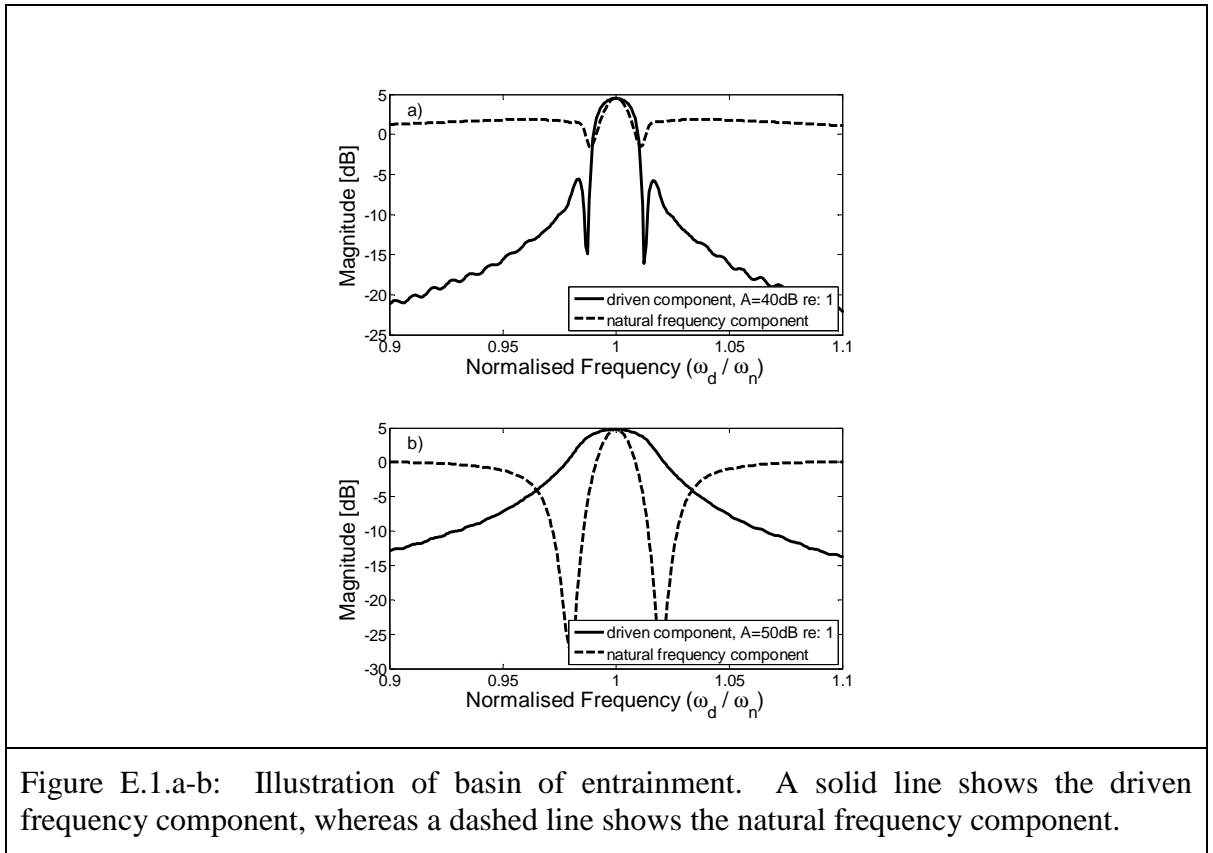 a)
5
0
-5
-10
-15
-20
-25
Magnitude [dB]
driven component, A=40dB re: 1
natural frequency component
0.9 0.95 1 1.05 1.1
Normalised Frequency (ω_d / ω_n)
b)
5
0
-5
-10
-15
-20
-25
-30
Magnitude [dB]
driven component, A=50dB re: 1
natural frequency component
0.9 0.95 1 1.05 1.1
Normalised Frequency (ω_d / ω_n)
Figure E.1.a-b: Illustration of basin of entrainment. A solid line shows the driven
frequency component, whereas a dashed line shows the natural frequency component.